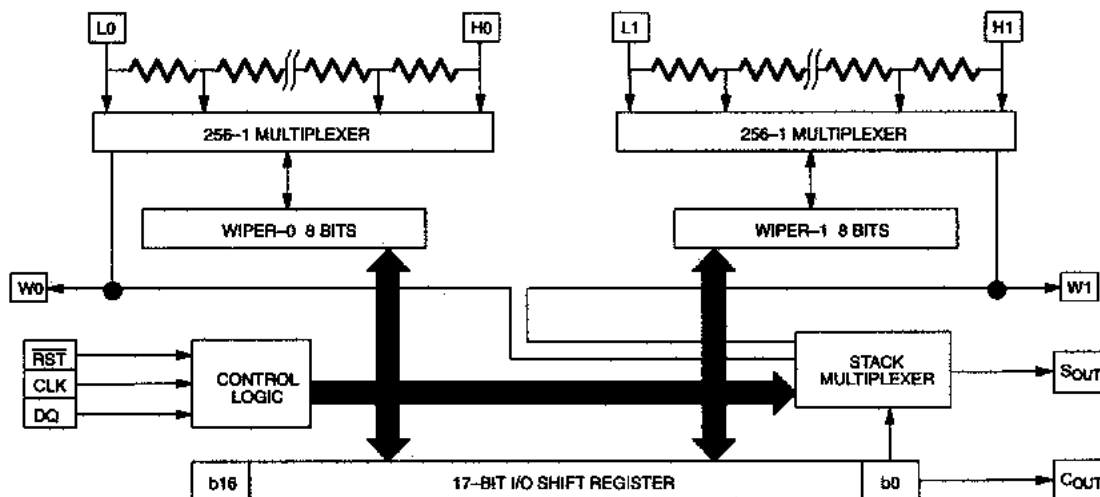 L0 H0 L1 H1
256–1 MULTIPLEXER 256–1 MULTIPLEXER
WIPER–0 8 BITS WIPER–1 8 BITS
W0 W1
RST
CLK
DQ
CONTROL
LOGIC
STACK
MULTIPLEXER
SOUT
b16 17–BIT I/O SHIFT REGISTER b0 COUT